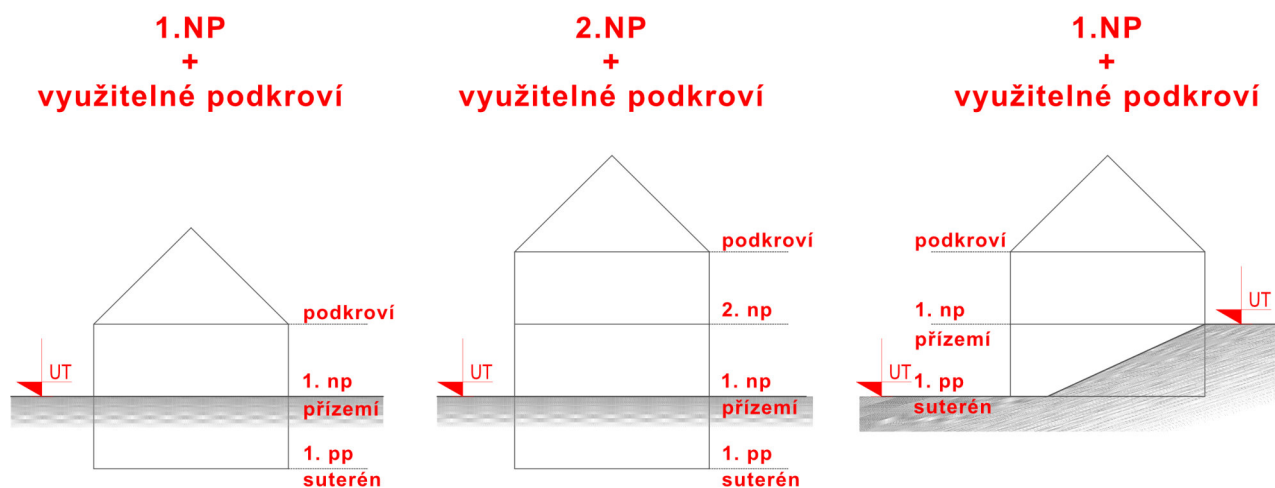 1.NP
+
využitelné podkroví
podkroví
UT
1. np
přízemí
1. pp
suterén
2.NP
+
využitelné podkroví
podkroví
2. np
UT
1. np
přízemí
1. pp
suterén
1.NP
+
využitelné podkroví
podkroví
1. np
UT
přízemí
UT
1. pp
suterén